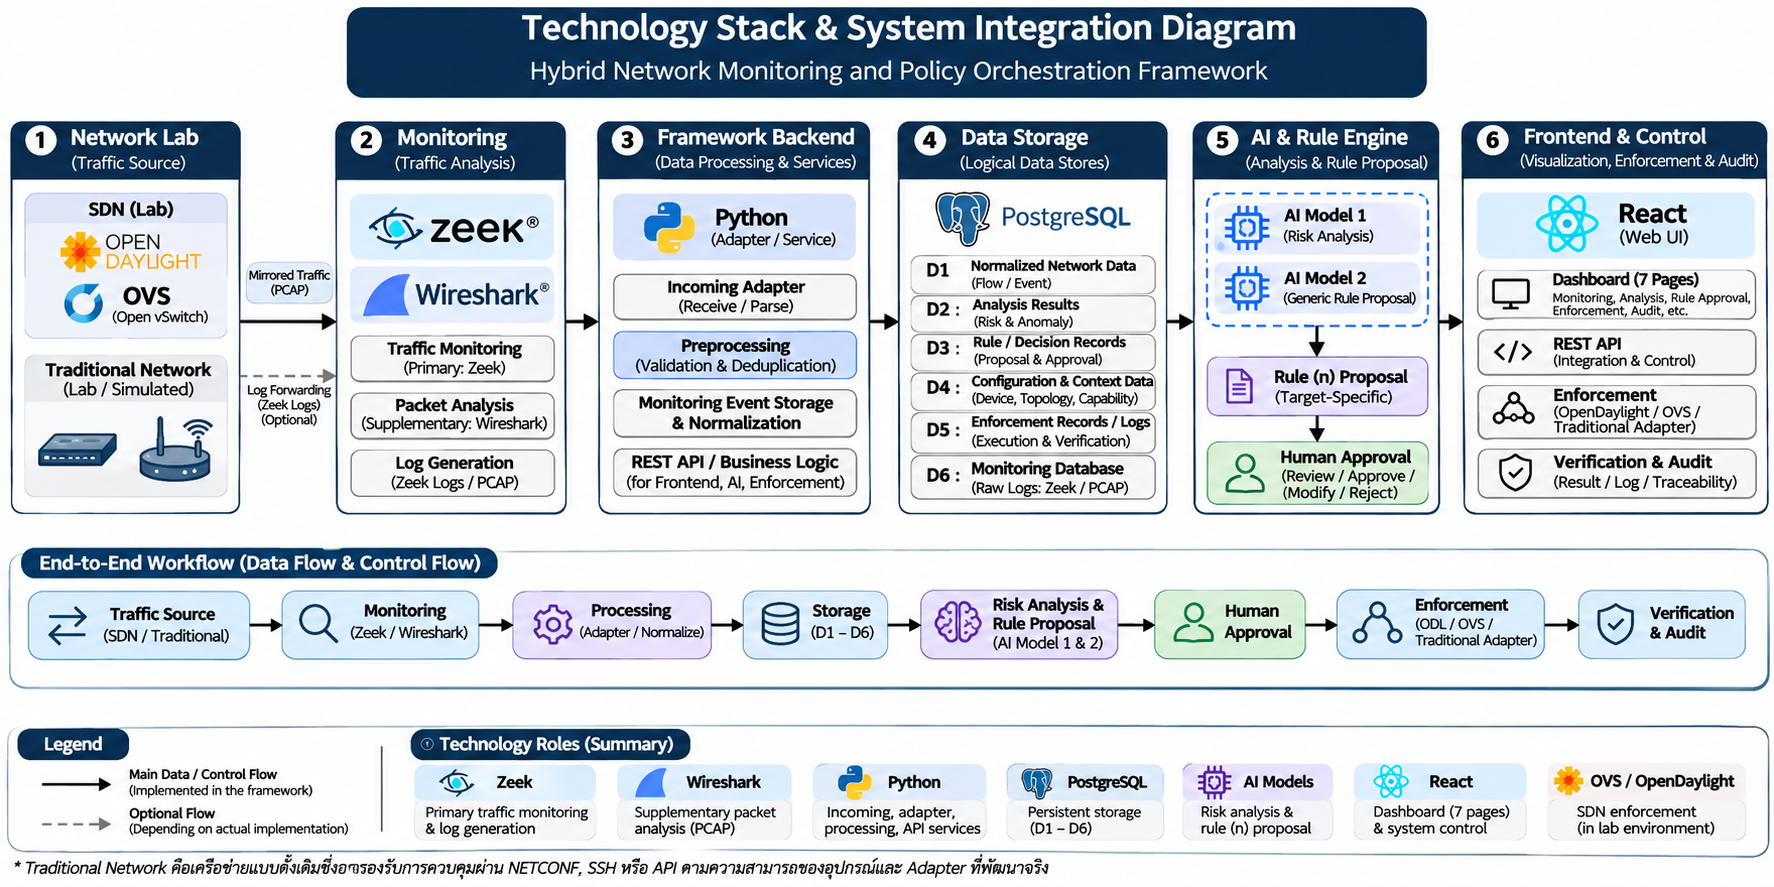 Technology Stack & System Integration Diagram
Hybrid Network Monitoring and Policy Orchestration Framework
1 Network Lab
(Traffic Source)
SDN (Lab)
OPEN
DAYLIGHT
OVS
(Open vSwitch)
Traditional Network
(Lab / Simulated)
Mirrored Traffic
(PCAP)
Log Forwarding
(Zeek Logs)
(Optional)
2 Monitoring
(Traffic Analysis)
zeek®
Wireshark®
Traffic Monitoring
(Primary: Zeek)
Packet Analysis
(Supplementary: Wireshark)
Log Generation
(Zeek Logs / PCAP)
3 Framework Backend
(Data Processing & Services)
Python
(Adapter / Service)
Incoming Adapter
(Receive / Parse)
Preprocessing
(Validation & Deduplication)
Monitoring Event Storage
& Normalization
REST API / Business Logic
(for Frontend, AI, Enforcement)
4 Data Storage
(Logical Data Stores)
PostgreSQL
D1 Normalized Network Data
(Flow / Event)
D2 : Analysis Results
(Risk & Anomaly)
D3 : Rule / Decision Records
(Proposal & Approval)
D4 : Configuration & Context Data
(Device, Topology, Capability)
D5 : Enforcement Records / Logs
(Execution & Verification)
D6 : Monitoring Database
(Raw Logs: Zeek / PCAP)
5 AI & Rule Engine
(Analysis & Rule Proposal)
AI Model 1
(Risk Analysis)
AI Model 2
(Generic Rule Proposal)
Rule (n) Proposal
(Target-Specific)
Human Approval
(Review / Approve /
(Modify / Reject)
6 Frontend & Control
(Visualization, Enforcement & Audit)
React
(Web UI)
Dashboard (7 Pages)
Monitoring, Analysis, Rule Approval,
Enforcement, Audit, etc.
REST API
(Integration & Control)
Enforcement
(OpenDaylight / OVS /
Traditional Adapter)
Verification & Audit
(Result / Log / Traceability)
End-to-End Workflow (Data Flow & Control Flow)
Traffic Source
(SDN / Traditional)
Monitoring
(Zeek / Wireshark)
Processing
(Adapter / Normalize)
Storage
(D1 – D6)
Risk Analysis &
Rule Proposal
(AI Model 1 & 2)
Human
Approval
Enforcement
(ODL / OVS /
Traditional Adapter)
Verification
& Audit
Legend
Main Data / Control Flow
(Implemented in the framework)
Optional Flow
(Depending on actual implementation)
Technology Roles (Summary)
Zeek
Primary traffic monitoring
& log generation
Wireshark
Supplementary packet
analysis (PCAP)
Python
Incoming, adapter,
processing, API services
PostgreSQL
Persistent storage
(D1 – D6)
AI Models
Risk analysis &
rule (n) proposal
React
Dashboard (7 pages)
& system control
OVS / OpenDaylight
SDN enforcement
(in lab environment)
* Traditional Network คือเครือข่ายแบบดั้งเดิมซึ่งรองรับการควบคุมผ่าน NETCONF, SSH หรือ API ตามความสามารถของอุปกรณ์และ Adapter ที่พัฒนาจริง